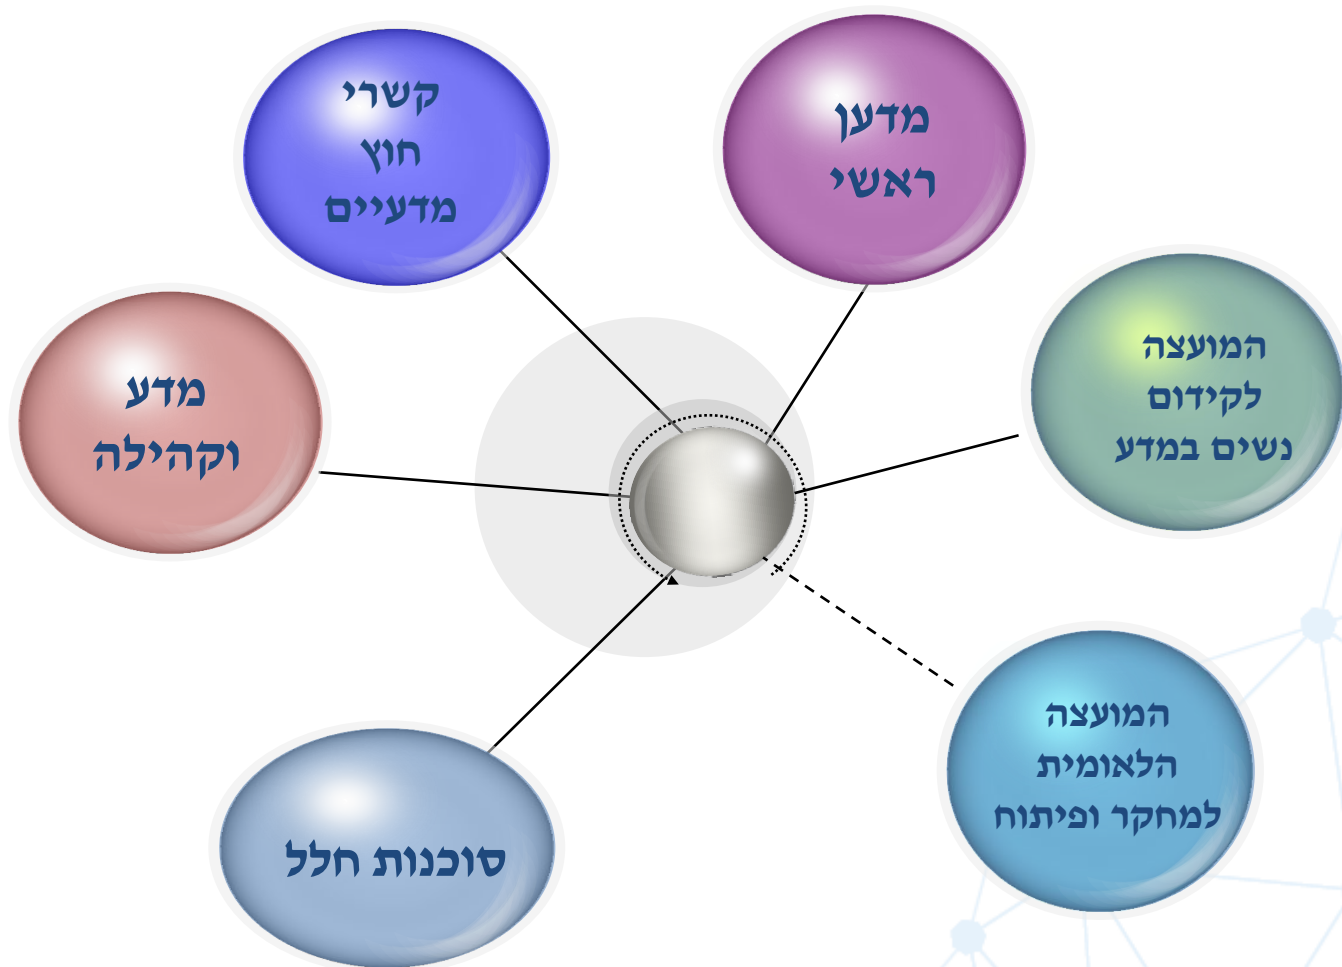 מדען
ראשי
קשרי
חוץ
מדעיים
המועצה
לקידום
נשים במדע
מדע
וקהילה
המועצה
הלאומית
למחקר ופיתוח
סוכנות חלל